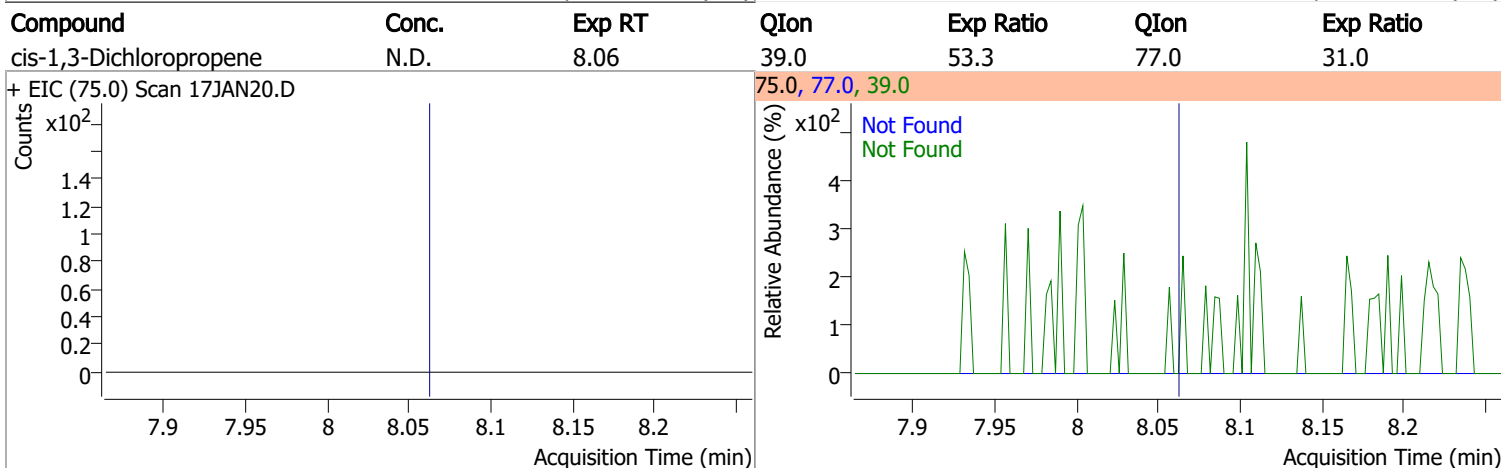 Compound Conc. Exp RT QIon Exp Ratio QIon Exp Ratio
cis-1,3-Dichloropropene N.D. 8.06 39.0 53.3 77.0 31.0
+ EIC (75.0) Scan 17JAN20.D
Counts
x10²
1.4
1.2
1
0.8
0.6
0.4
0.2
0
7.9 7.95 8 8.05 8.1 8.15 8.2
Acquisition Time (min)
75.0, 77.0, 39.0
Relative Abundance (%)
x10²
Not Found
Not Found
4
3
2
1
0
7.9 7.95 8 8.05 8.1 8.15 8.2
Acquisition Time (min)